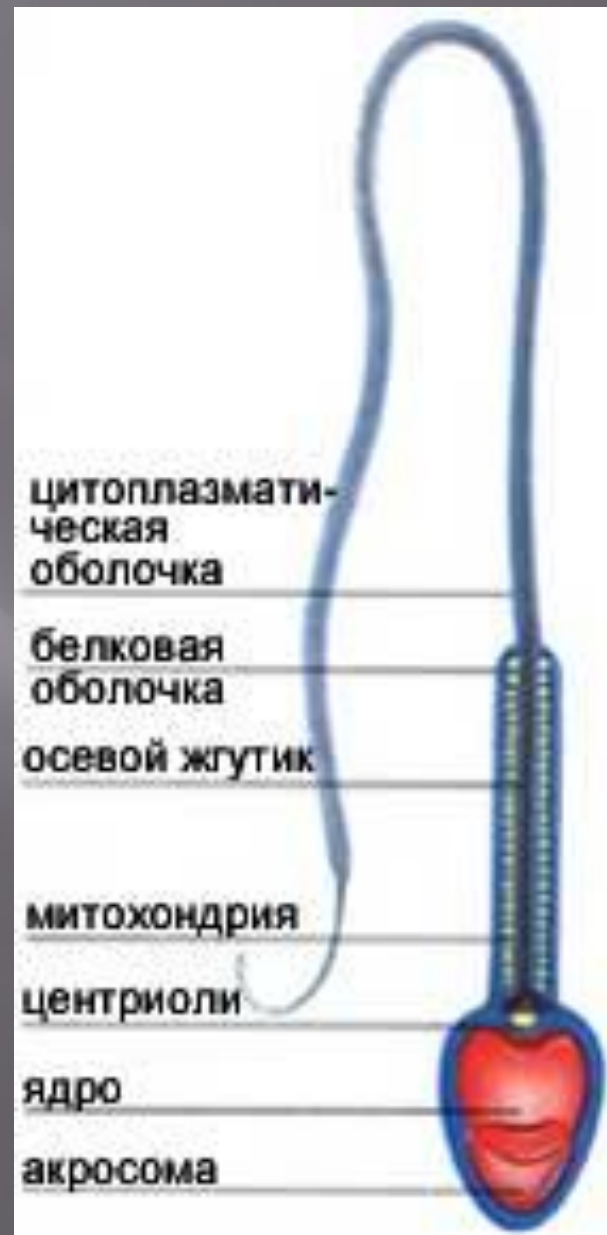 цитоплазмати-
ческая
оболочка
белковая
оболочка
осевой жгутик
митохондрия
центриоли
ядро
акросома